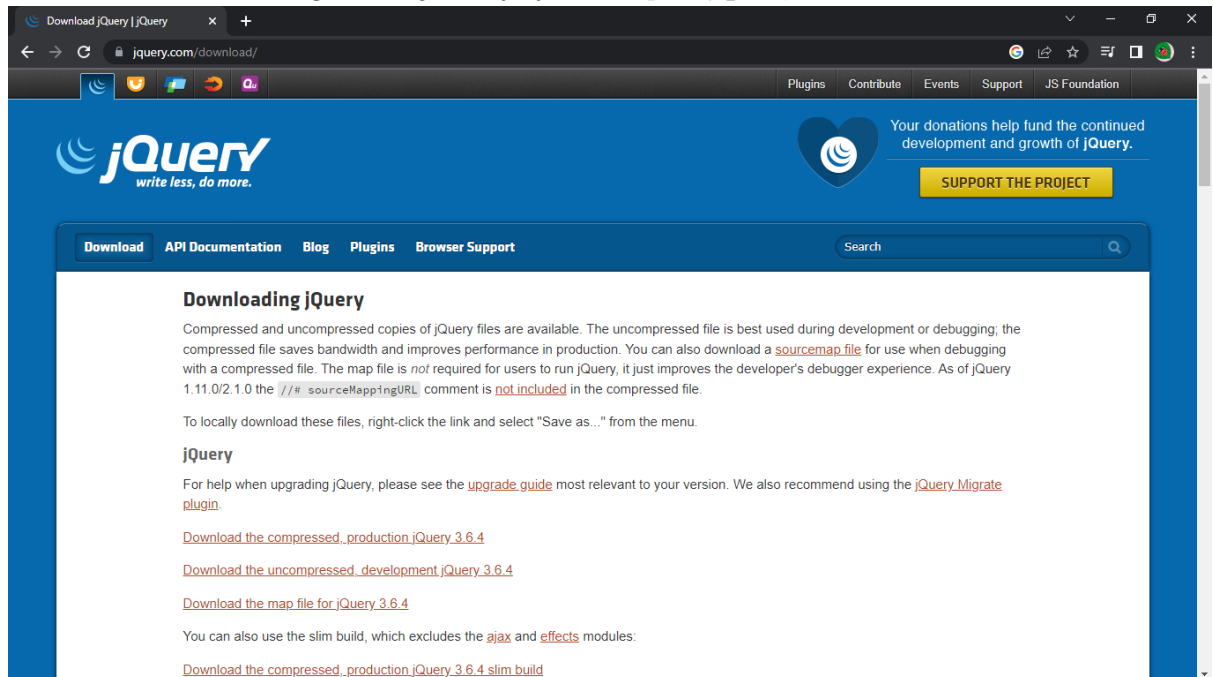 Download jQuery | jQuery
jquery.com/download/
Plugins Contribute Events Support JS Foundation
jQuery
write less, do more.
Your donations help fund the continued
development and growth of jQuery.
SUPPORT THE PROJECT
Download API Documentation Blog Plugins Browser Support Search
Downloading jQuery
Compressed and uncompressed copies of jQuery files are available. The uncompressed file is best used during development or debugging; the
compressed file saves bandwidth and improves performance in production. You can also download a sourcemap file for use when debugging
with a compressed file. The map file is not required for users to run jQuery, it just improves the developer's debugger experience. As of jQuery
1.11.0/2.1.0 the //# sourceMappingURL comment is not included in the compressed file.
To locally download these files, right-click the link and select "Save as..." from the menu.
jQuery
For help when upgrading jQuery, please see the upgrade guide most relevant to your version. We also recommend using the jQuery Migrate
plugin.
Download the compressed, production jQuery 3.6.4
Download the uncompressed, development jQuery 3.6.4
Download the map file for jQuery 3.6.4
You can also use the slim build, which excludes the ajax and effects modules:
Download the compressed, production jQuery 3.6.4 slim build